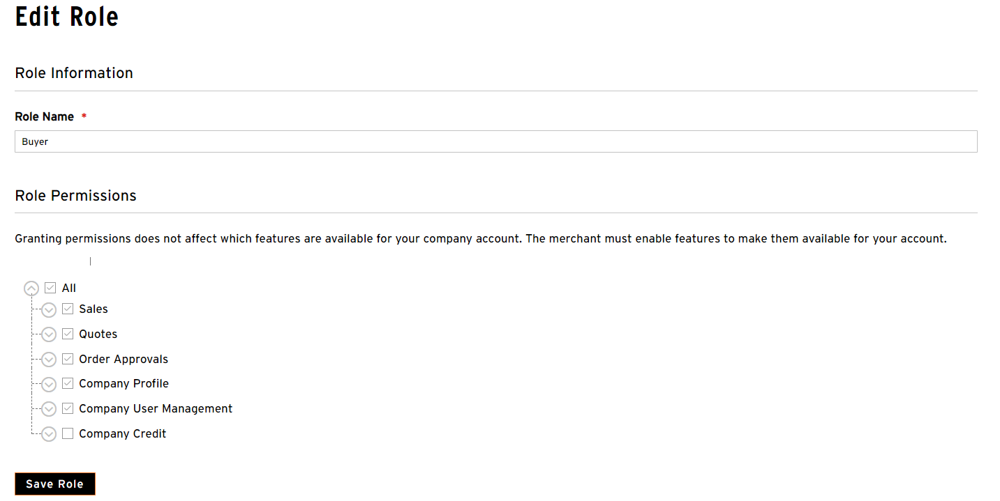 Edit Role
Role Information
Role Name *
Buyer
Role Permissions
Granting permissions does not affect which features are available for your company account. The merchant must enable features to make them available for your account.
All
Sales
Quotes
Order Approvals
Company Profile
Company User Management
Company Credit
Save Role